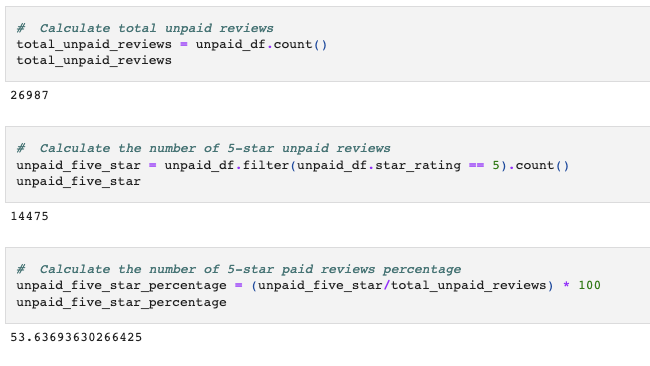 #  Calculate total unpaid reviews
total_unpaid_reviews = unpaid_df.count()
total_unpaid_reviews
26987
#  Calculate the number of 5-star unpaid reviews
unpaid_five_star = unpaid_df.filter(unpaid_df.star_rating == 5).count()
unpaid_five_star
14475
#  Calculate the number of 5-star paid reviews percentage
unpaid_five_star_percentage = (unpaid_five_star/total_unpaid_reviews) * 100
unpaid_five_star_percentage
53.63693630266425